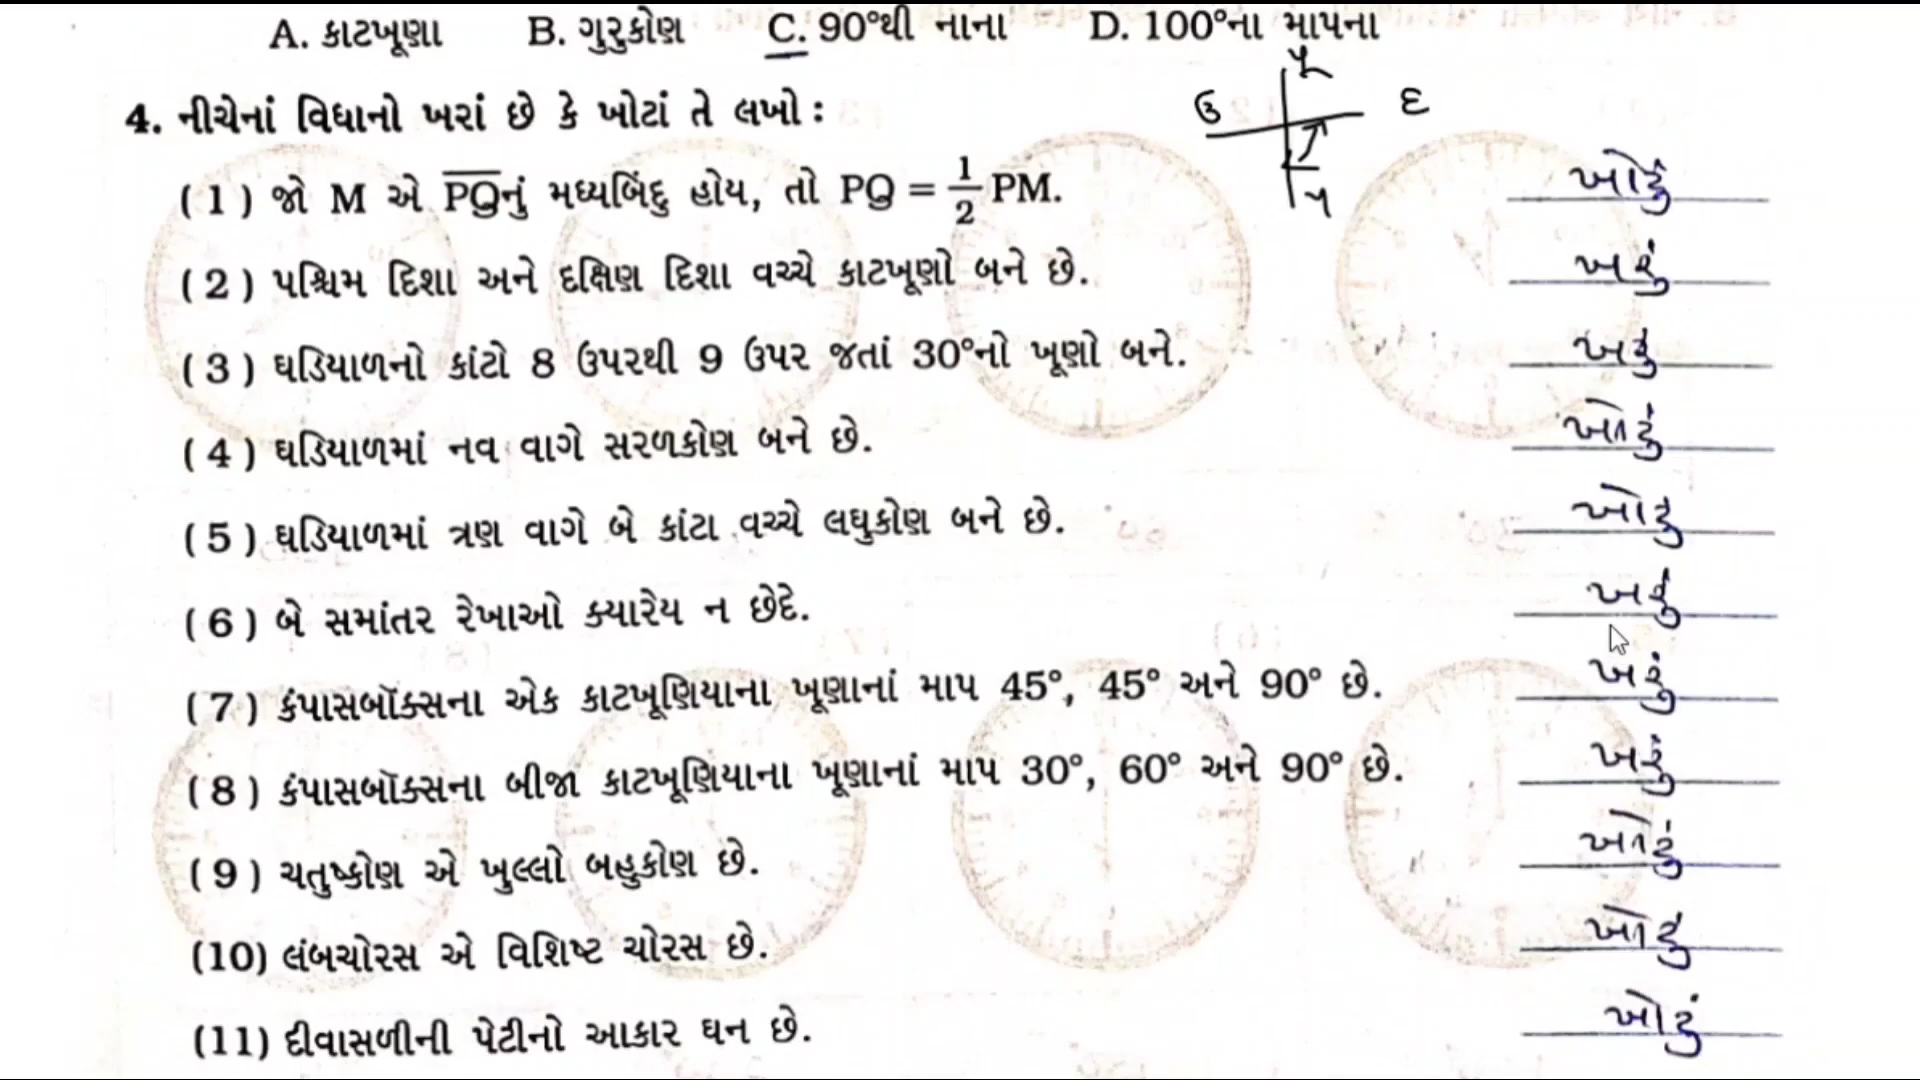 A. કાટખૂણા B. ગુરુકોણ C. 90°થી નાના D. 100°ના માપના
4. નીચેનાં વિધાનો ખરાં છે કે ખોટાં તે લખો :
પૂ
ઉ દ
પ
(1) જો M એ PQનું મધ્યબિંદુ હોય, તો PQ = 1/2 PM. ખોટું
(2) પશ્ચિમ દિશા અને દક્ષિણ દિશા વચ્ચે કાટખૂણો બને છે. ખરું
(3) ઘડિયાળનો કાંટો 8 ઉપરથી 9 ઉપર જતાં 30°નો ખૂણો બને. ખરું
(4) ઘડિયાળમાં નવ વાગે સરળકોણ બને છે. ખોટું
(5) ઘડિયાળમાં ત્રણ વાગે બે કાંટા વચ્ચે લઘુકોણ બને છે. ખોટું
(6) બે સમાંતર રેખાઓ ક્યારેય ન છેદે. ખરું
(7) કંપાસબૉક્સના એક કાટખૂણિયાના ખૂણાનાં માપ 45°, 45° અને 90° છે. ખરું
(8) કંપાસબૉક્સના બીજા કાટખૂણિયાના ખૂણાનાં માપ 30°, 60° અને 90° છે. ખરું
(9) ચતુષ્કોણ એ ખુલ્લો બહુકોણ છે. ખોટું
(10) લંબચોરસ એ વિશિષ્ટ ચોરસ છે. ખોટું
(11) દીવાસળીની પેટીનો આકાર ઘન છે. ખોટું